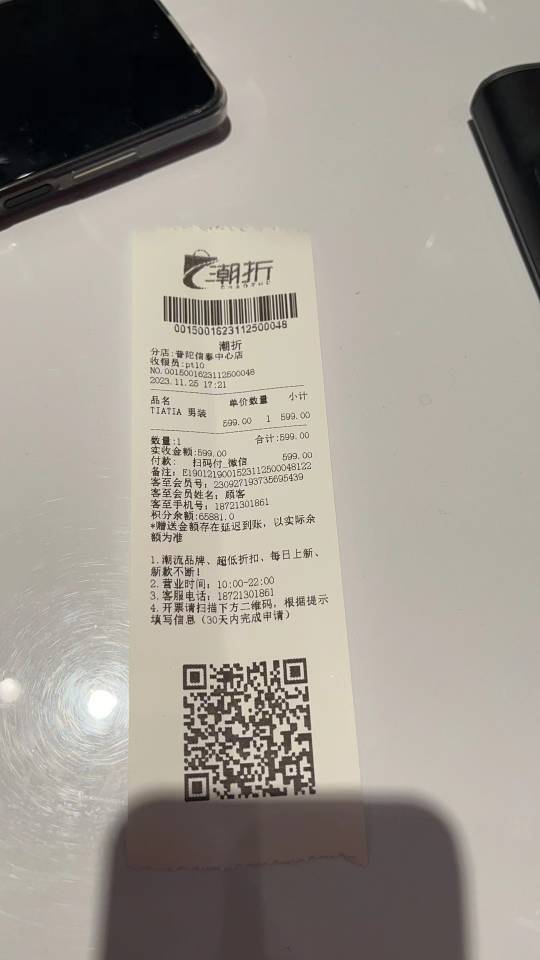 潮折
CHAOZHE
0015001623112500048
潮折
分店:普陀信泰中心店
收银员:pt10
NO.0015001623112500048
2023.11.25 17:21
品名 单价数量 小计
TIATIA 男装
599.00 1 599.00
数量:1 合计:599.00
实收金额:599.00
付款: 扫码付_微信 599.00
备注: E19012190015231125000481​22
客至会员号: 230927193735695439
客至会员姓名: 顾客
客至手机号: 18721301861
积分余额:65881.0
*赠送金额存在延迟到账,以实际余
额为准
1.潮流品牌、超低折扣、每日上新、
新款不断!
2.营业时间: 10:00-22:00
3.客服电话: 18721301861
4.开票请扫描下方二维码, 根据提示
填写信息(30天内完成申请)